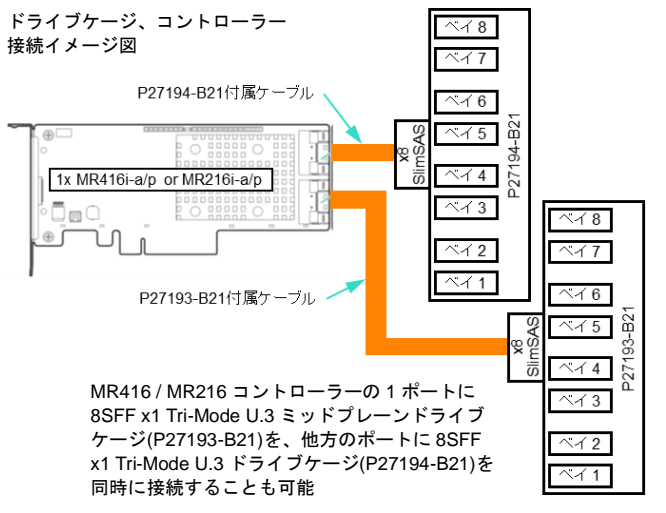 ドライブケージ、コントローラー
接続イメージ図
P27194-B21付属ケーブル
1x MR416i-a/p or MR216i-a/p
x8
SlimSAS
ベイ 8
ベイ 7
ベイ 6
ベイ 5
ベイ 4
ベイ 3
ベイ 2
ベイ 1
P27194-B21
P27193-B21付属ケーブル
x8
SlimSAS
ベイ 8
ベイ 7
ベイ 6
ベイ 5
ベイ 4
ベイ 3
ベイ 2
ベイ 1
P27193-B21
MR416 / MR216 コントローラーの 1 ポートに
8SFF x1 Tri-Mode U.3 ミッドプレーンドライブ
ケージ(P27193-B21)を、他方のポートに 8SFF
x1 Tri-Mode U.3 ドライブケージ(P27194-B21)を
同時に接続することも可能